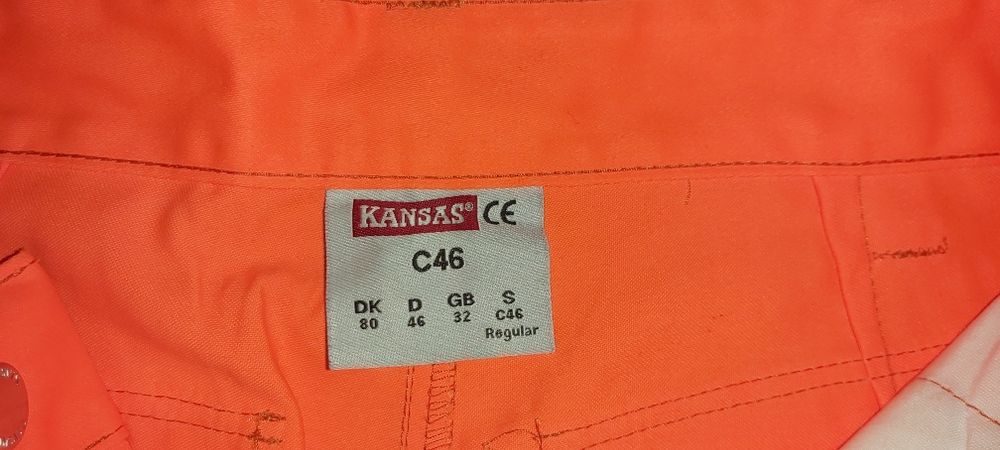 KANSAS® CE
C46
DK D GB S
80 46 32 C46
Regular